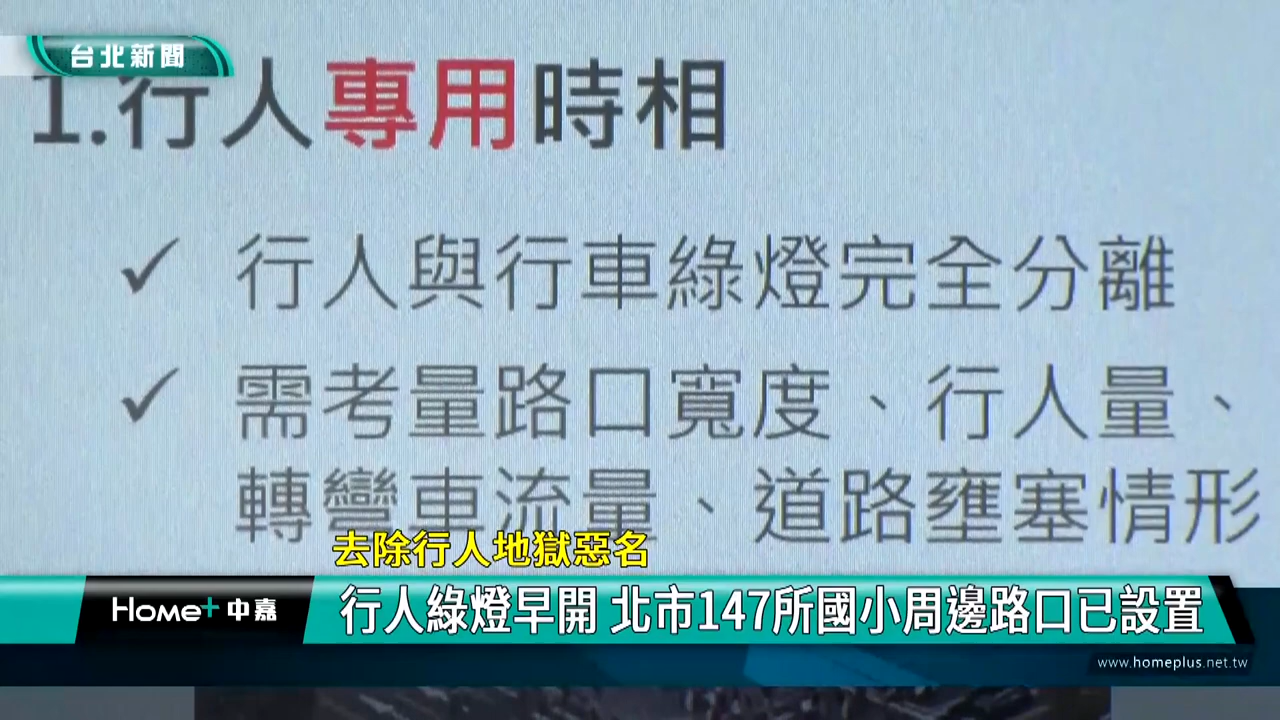 台北新聞
1.行人專用時相
✓ 行人與行車綠燈完全分離
✓ 需考量路口寬度、行人量、
轉彎車流量、道路壅塞情形
去除行人地獄惡名
Home+ 中嘉
行人綠燈早開 北市147所國小周邊路口已設置
www.homeplus.net.tw